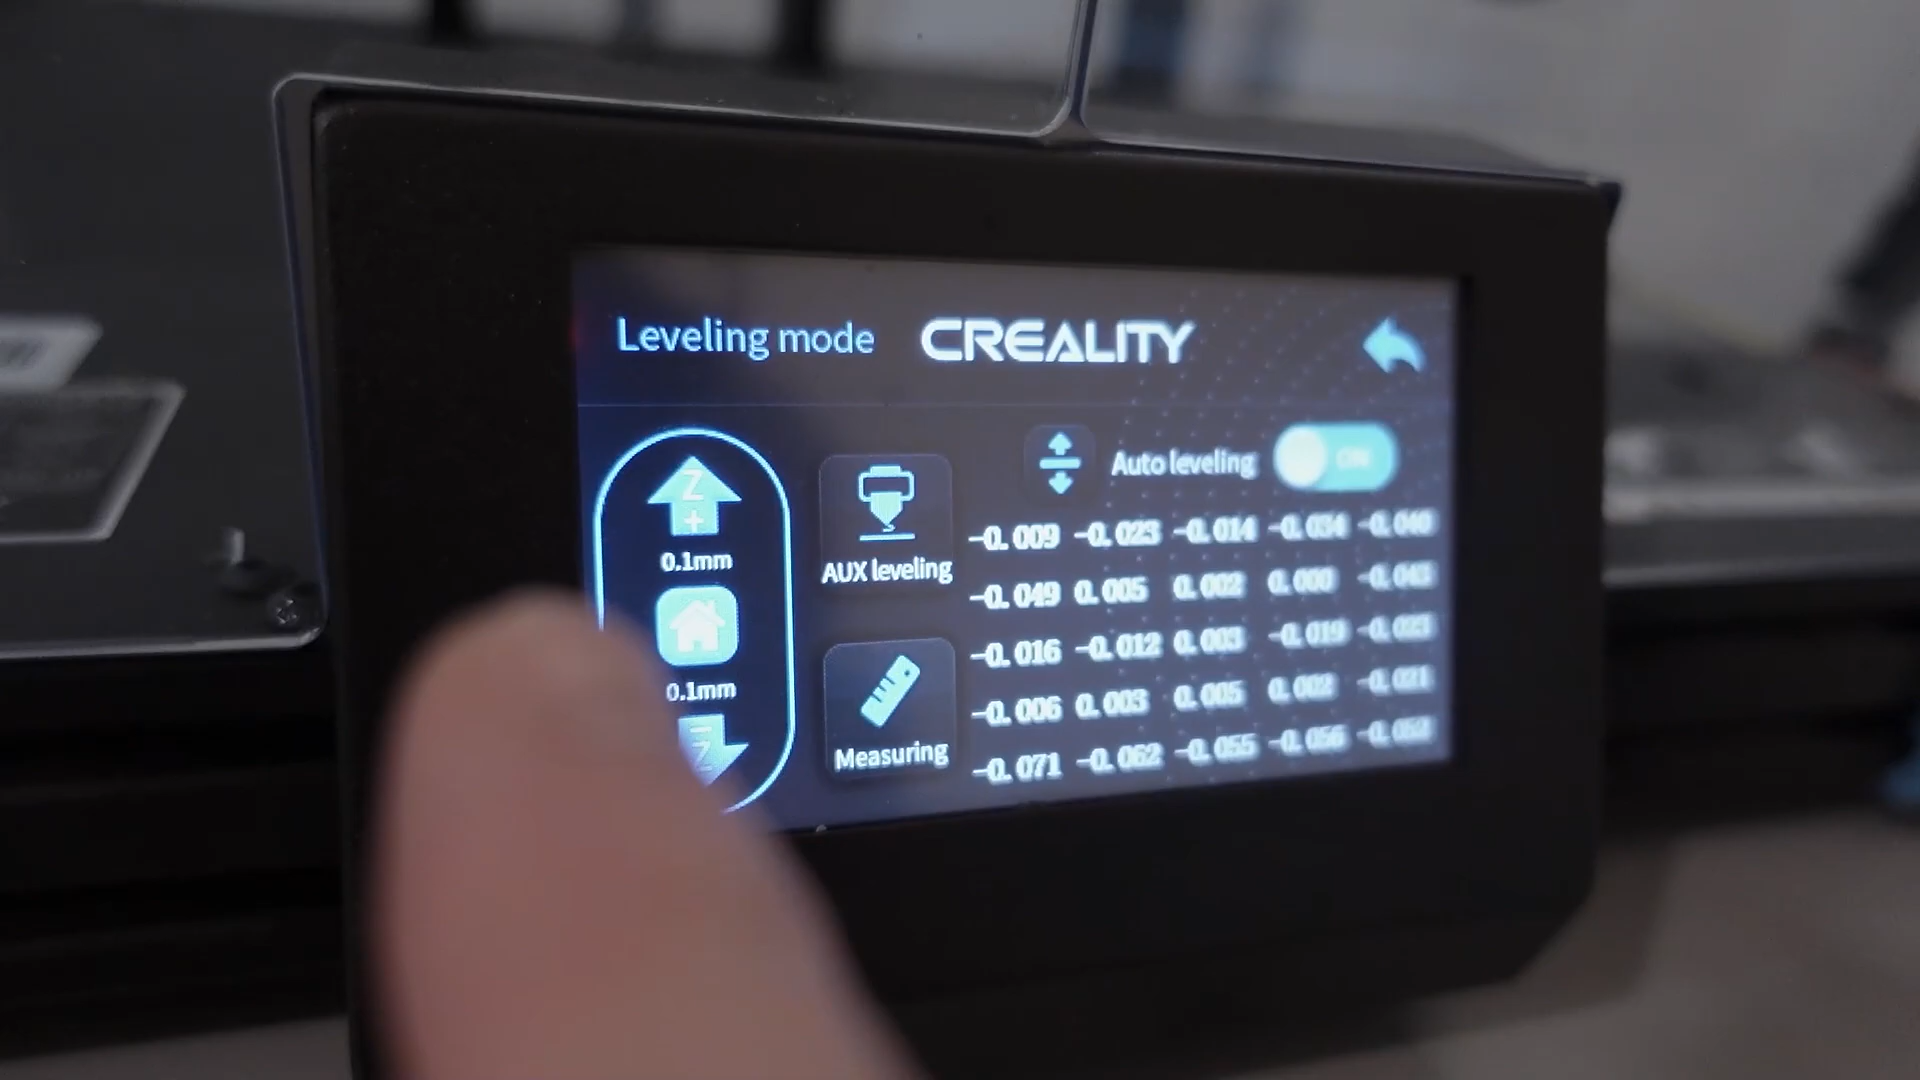 Leveling mode CREALITY
Z
+
0.1mm
0.1mm
−
Z
AUX leveling
Measuring
Auto leveling ON
-0.009 -0.023 -0.014 -0.034 -0.040
-0.049 0.005 0.002 0.000 -0.043
-0.016 -0.012 0.003 -0.019 -0.023
-0.006 0.003 0.005 0.002 -0.021
-0.071 -0.062 -0.055 -0.056